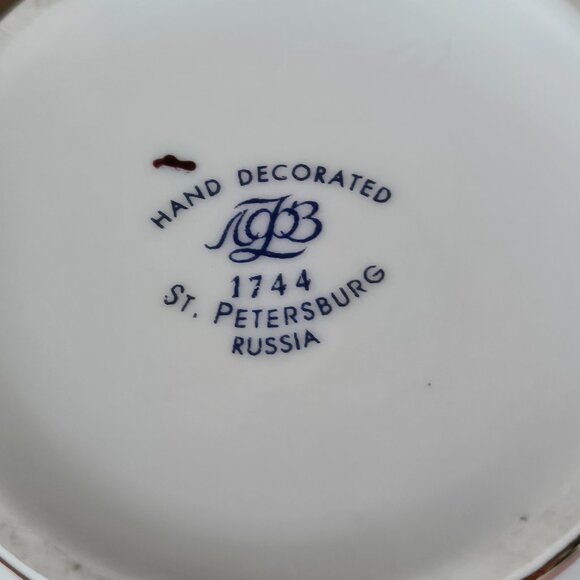 HAND DECORATED
ЛФЗ
1744
ST. PETERSBURG
RUSSIA